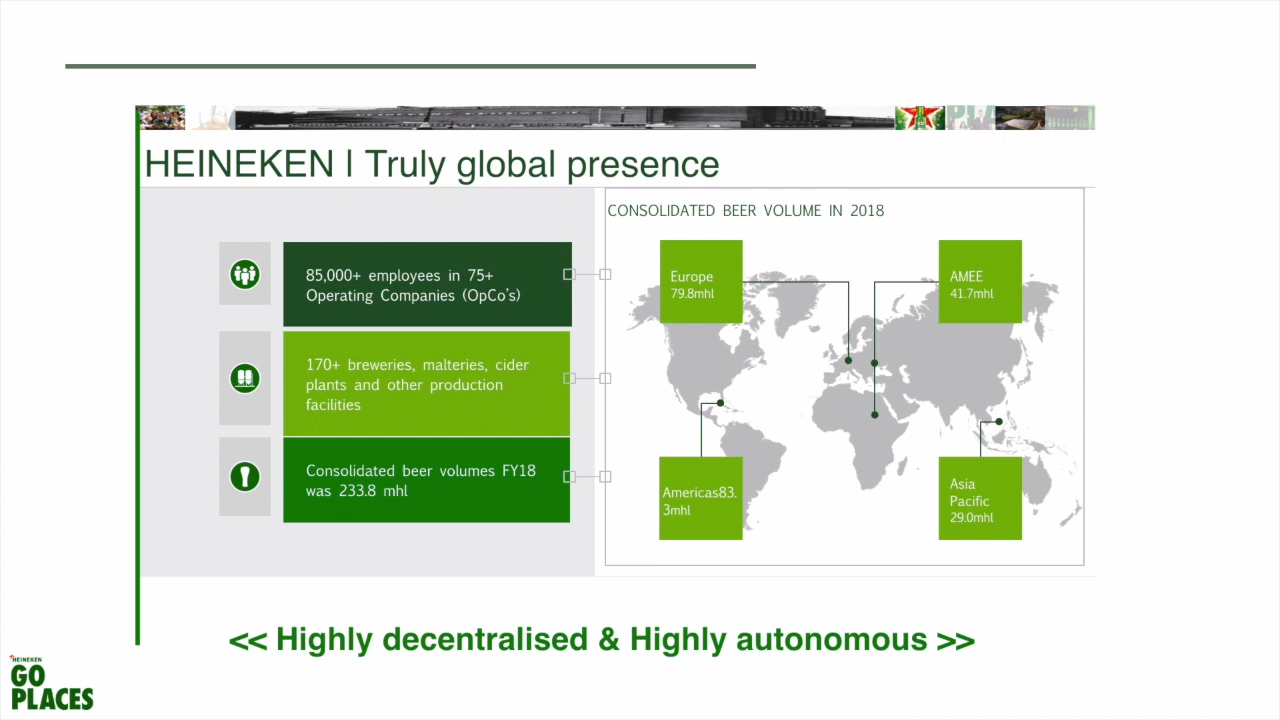 HEINEKEN | Truly global presence
85,000+ employees in 75+
Operating Companies (OpCo's)
170+ breweries, malteries, cider
plants and other production
facilities
Consolidated beer volumes FY18
was 233.8 mhl
CONSOLIDATED BEER VOLUME IN 2018
Europe
79.8mhl
AMEE
41.7mhl
Americas83.
3mhl
Asia
Pacific
29.0mhl
<< Highly decentralised & Highly autonomous >>
HEINEKEN
GO
PLACES